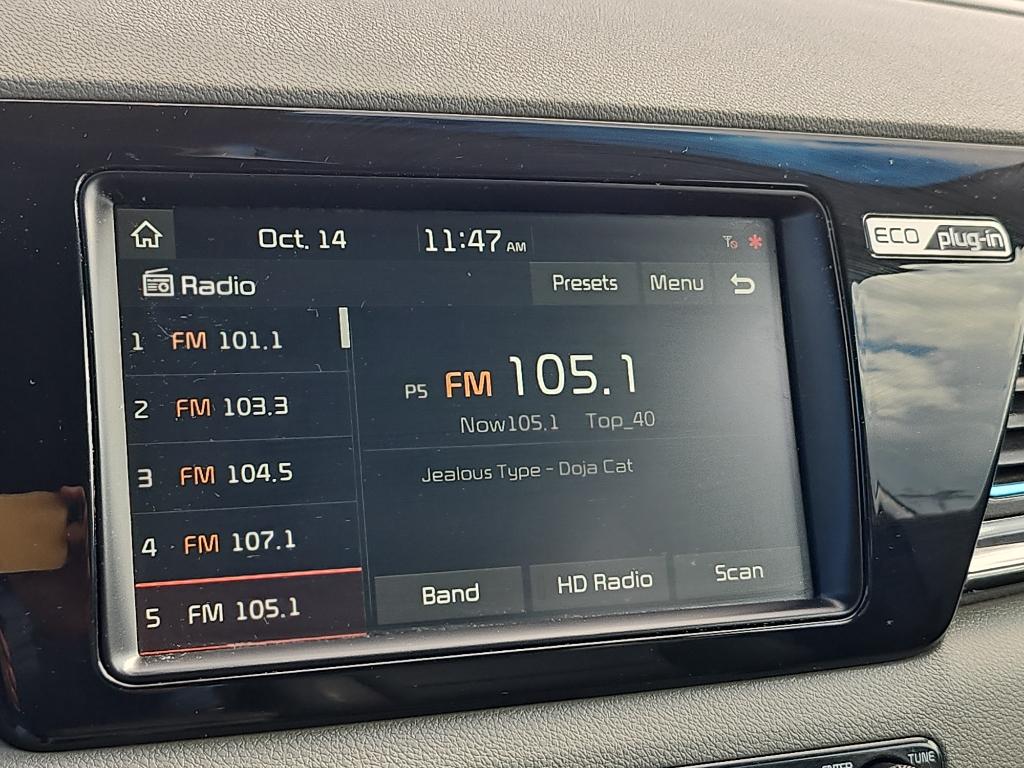 Oct. 14 11:47 AM
ECO plug-in
Radio Presets Menu
1 FM 101.1
2 FM 103.3
3 FM 104.5
4 FM 107.1
5 FM 105.1
P5 FM 105.1
Now105.1 Top_40
Jealous Type - Doja Cat
Band HD Radio Scan
ENTER TUNE